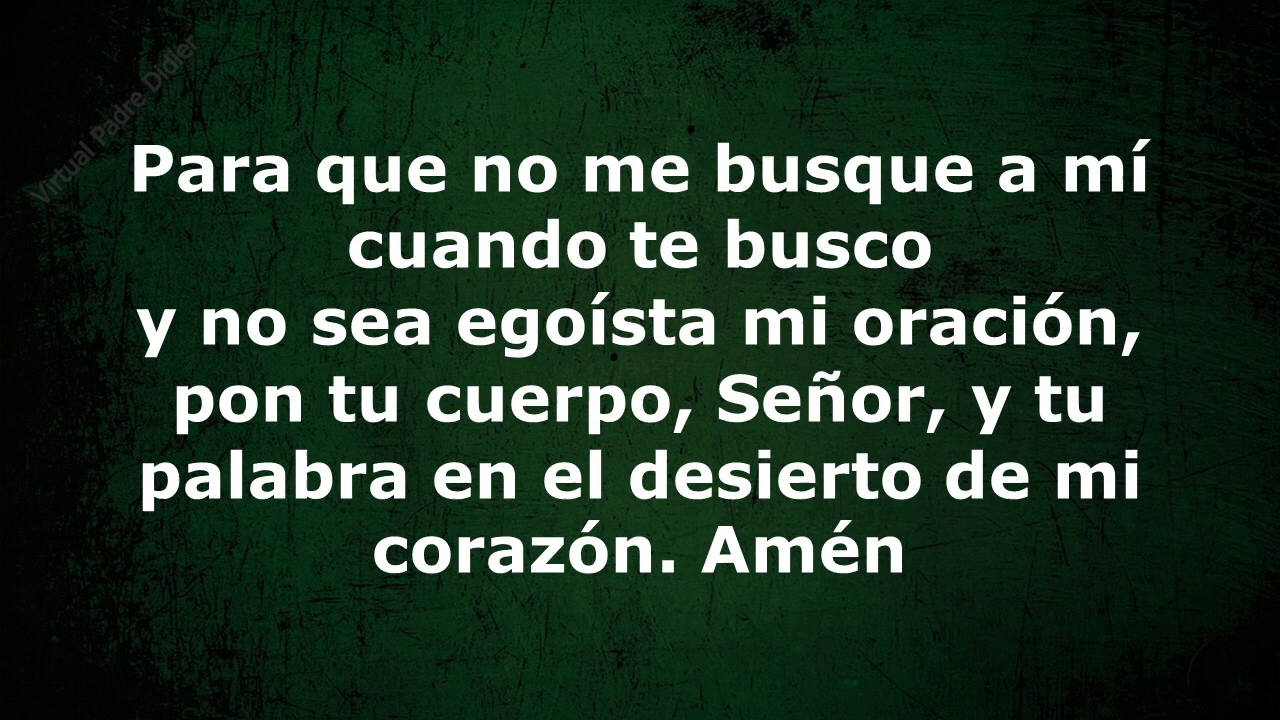 Virtual Padre Didier
Para que no me busque a mí
cuando te busco
y no sea egoísta mi oración,
pon tu cuerpo, Señor, y tu
palabra en el desierto de mi
corazón. Amén